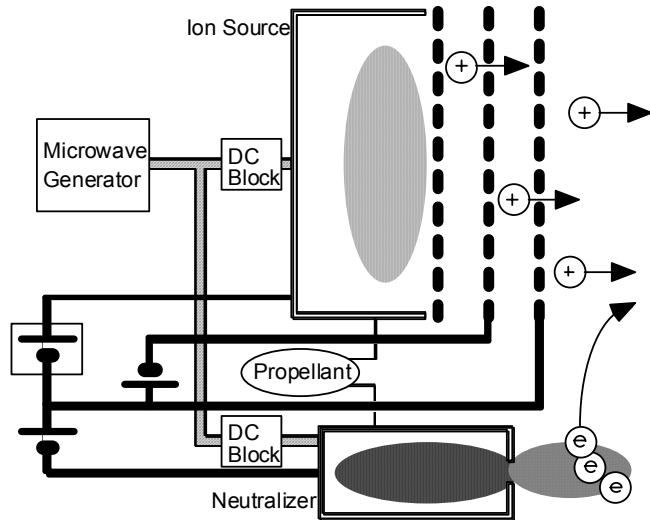 Ion Source
+
+
Microwave
Generator
DC
Block
+
+
Propellant
DC
Block
e
e
e
Neutralizer